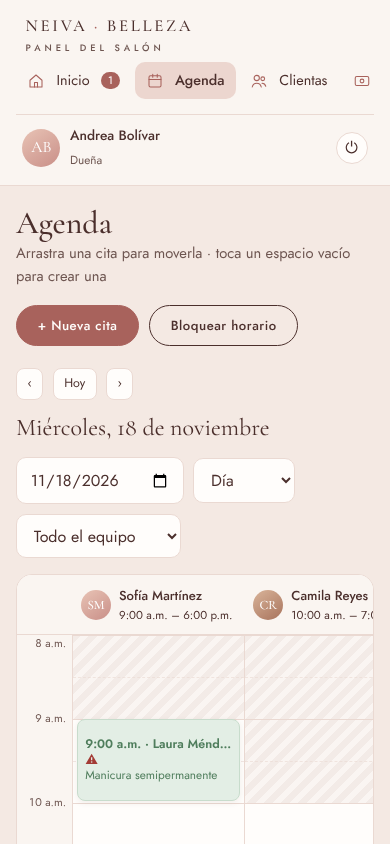 NEIVA · BELLEZA
PANEL DEL SALÓN
Inicio 1 Agenda Clientas
AB Andrea Bolívar
Dueña
Agenda
Arrastra una cita para moverla · toca un espacio vacío
para crear una
+ Nueva cita Bloquear horario
‹ Hoy ›
Miércoles, 18 de noviembre
11/18/2026 Día
Todo el equipo
SM Sofía Martínez CR Camila Reyes
9:00 a.m. – 6:00 p.m. 10:00 a.m. – 7:0
8 a.m.
9 a.m.
9:00 a.m. · Laura Ménd…
Manicura semipermanente
10 a.m.